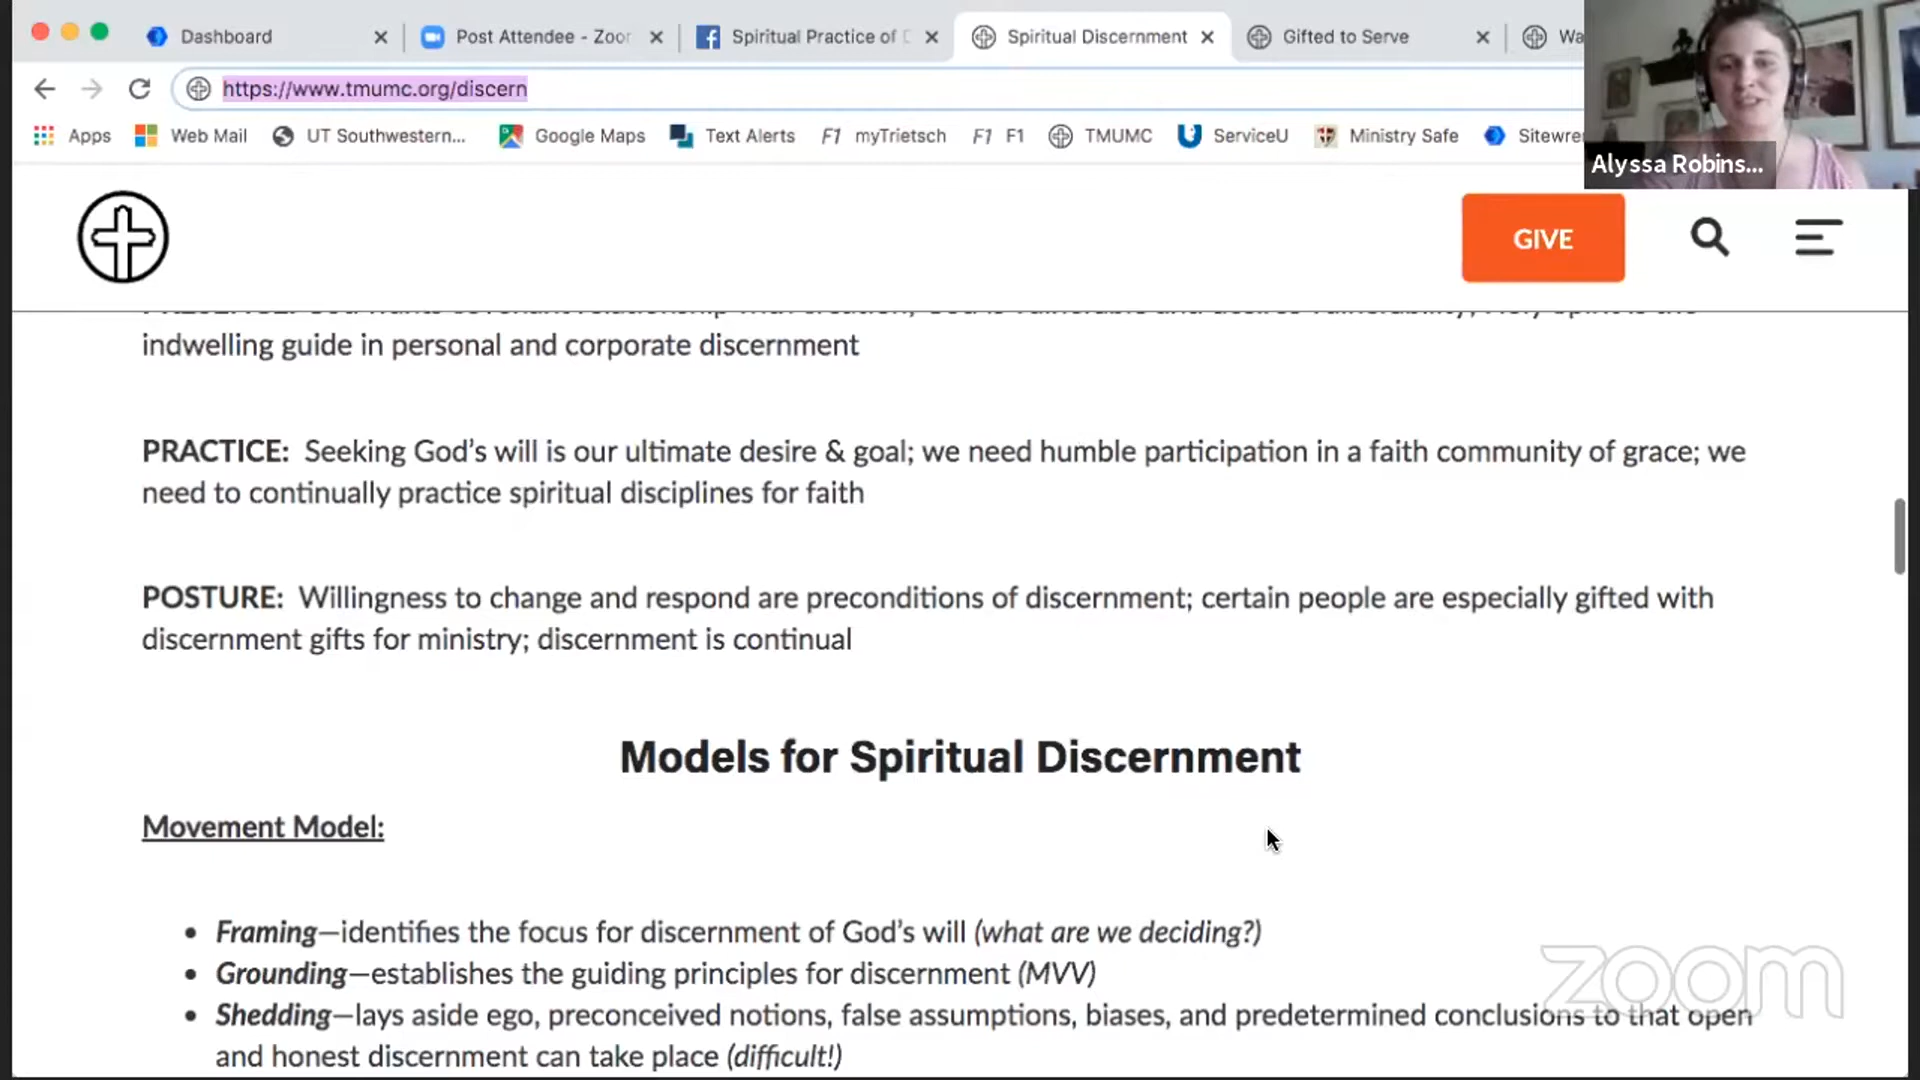 Dashboard
Post Attendee - Zoor
Spiritual Practice of
Spiritual Discernment
Gifted to Serve
Wa
https://www.tmumc.org/discern
Apps
Web Mail
UT Southwestern...
Google Maps
Text Alerts
F1 myTrietsch
F1 F1
TMUMC
ServiceU
Ministry Safe
Sitewre
Alyssa Robins...
GIVE
indwelling guide in personal and corporate discernment
PRACTICE: Seeking God’s will is our ultimate desire & goal; we need humble participation in a faith community of grace; we
need to continually practice spiritual disciplines for faith
POSTURE: Willingness to change and respond are preconditions of discernment; certain people are especially gifted with
discernment gifts for ministry; discernment is continual
Models for Spiritual Discernment
Movement Model:
• Framing—identifies the focus for discernment of God’s will (what are we deciding?)
• Grounding—establishes the guiding principles for discernment (MVV)
• Shedding—lays aside ego, preconceived notions, false assumptions, biases, and predetermined conclusions to that open
and honest discernment can take place (difficult!)
zoom